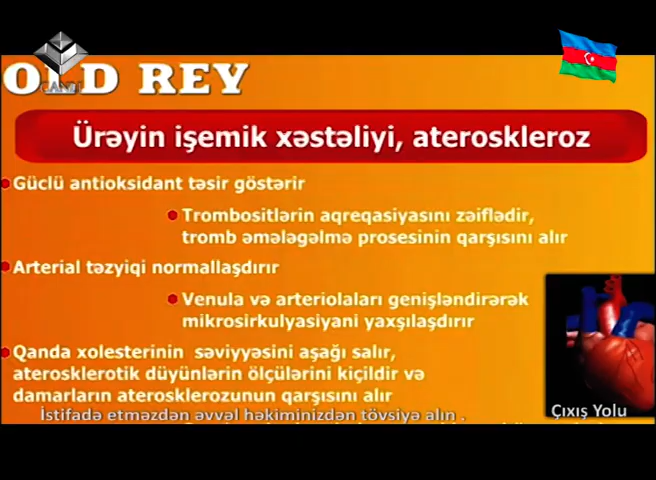 OLD REY
CANLI
Ürəyin işemik xəstəliyi, ateroskleroz
Güclü antioksidant təsir göstərir
Trombositlərin aqreqasiyasını zəiflədir,
tromb əmələgəlmə prosesinin qarşısını alır
Arterial təzyiqi normallaşdırır
Venula və arteriolaları genişləndirərək
mikrosirkulyasiyani yaxşılaşdırır
Qanda xolesterinin səviyyəsini aşağı salır,
aterosklerotik düyünlərin ölçülərini kiçildir və
damarların aterosklerozunun qarşısını alır
İstifadə etməzdən əvvəl həkiminizdən tövsiyə alın .
Çıxış Yolu